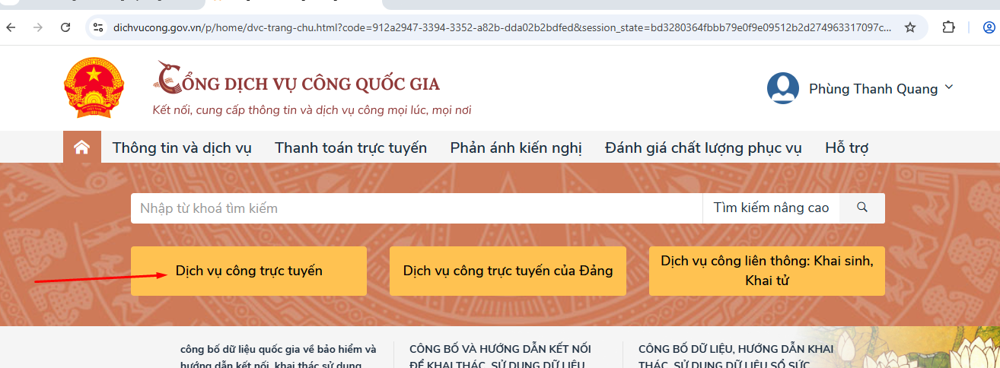 dichvucong.gov.vn/p/home/dvc-trang-chu.html?code=912a2947-3394-3352-a82b-dda02b2bdfed&session_state=bd3280364fbbb79e0f9e09512b2d274963317097c...
CỔNG DỊCH VỤ CÔNG QUỐC GIA
Kết nối, cung cấp thông tin và dịch vụ công mọi lúc, mọi nơi
Phùng Thanh Quang
Thông tin và dịch vụ Thanh toán trực tuyến Phản ánh kiến nghị Đánh giá chất lượng phục vụ Hỗ trợ
Nhập từ khoá tìm kiếm Tìm kiếm nâng cao
Dịch vụ công trực tuyến
Dịch vụ công trực tuyến của Đảng
Dịch vụ công liên thông: Khai sinh,
Khai tử
công bố dữ liệu quốc gia về bảo hiểm và
hướng dẫn kết nối, khai thác sử dụng
CÔNG BỐ VÀ HƯỚNG DẪN KẾT NỐI
ĐỂ KHAI THÁC, SỬ DỤNG DỮ LIỆU
CÔNG BỐ DỮ LIỆU, HƯỚNG DẪN KHAI
THÁC, SỬ DỤNG DỮ LIỆU SỔ SỨC